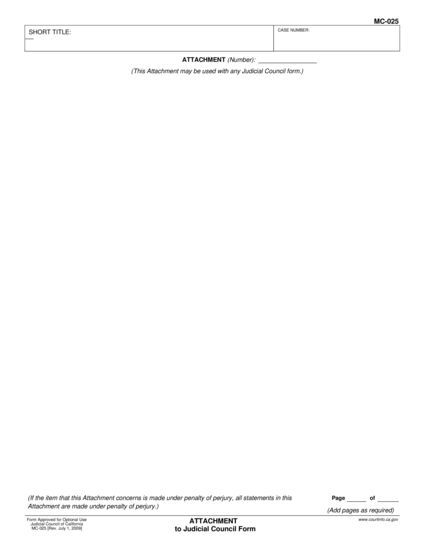 MC-025
SHORT TITLE:
CASE NUMBER:
ATTACHMENT (Number):
(This Attachment may be used with any Judicial Council form.)
(If the item that this Attachment concerns is made under penalty of perjury, all statements in this
Attachment are made under penalty of perjury.)
Page of
(Add pages as required)
Form Approved for Optional Use
Judicial Council of California
MC-025 [Rev. July 1, 2009]
ATTACHMENT
to Judicial Council Form
www.courtinfo.ca.gov